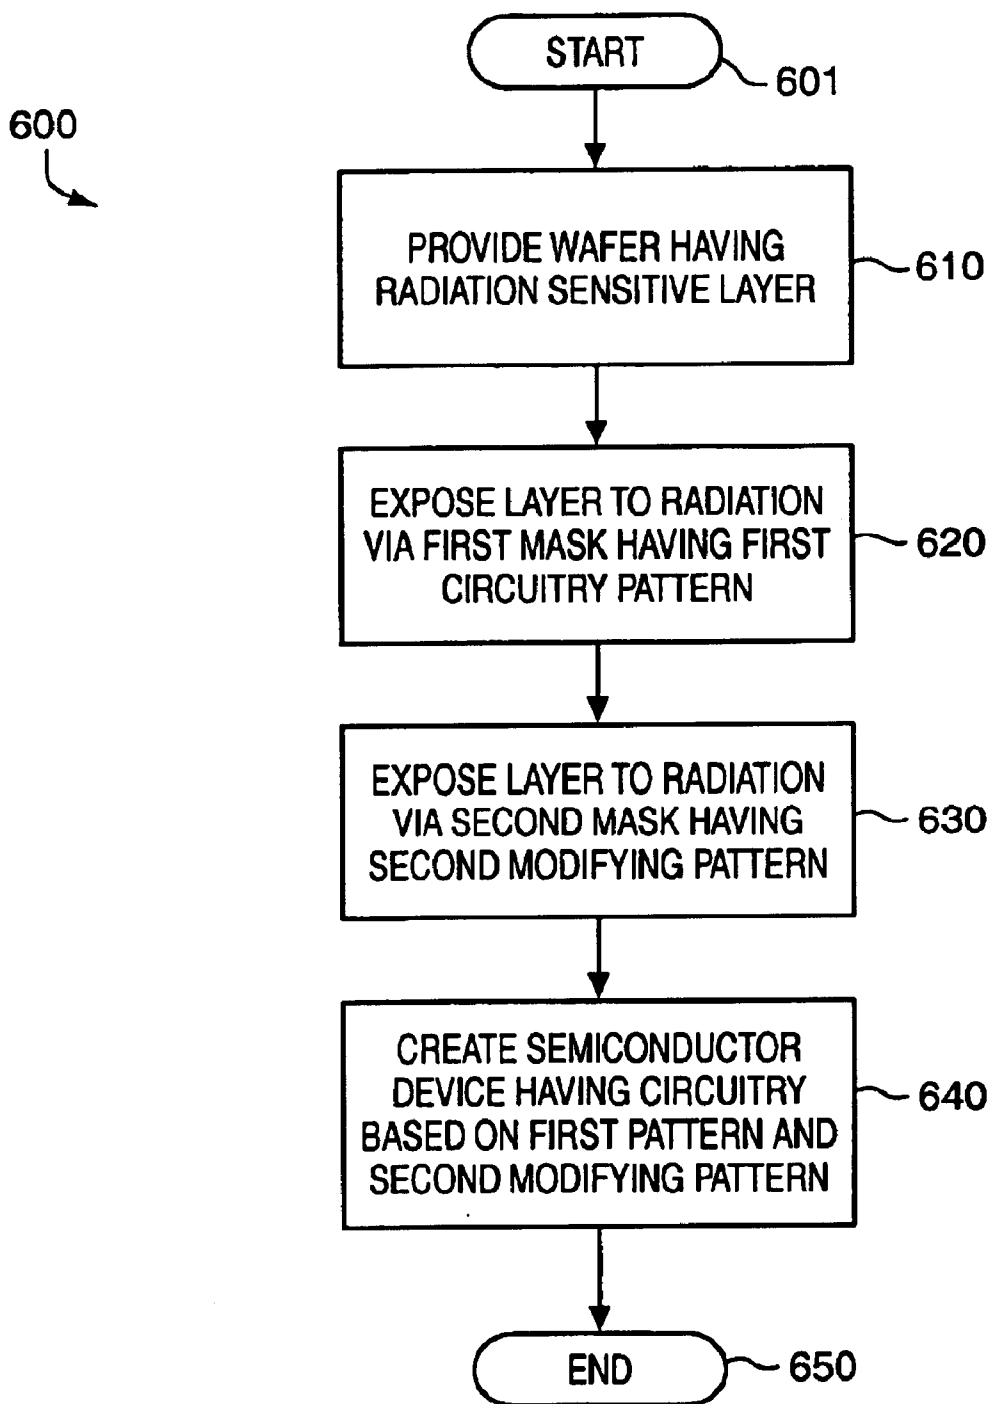 START
601
600
PROVIDE WAFER HAVING
RADIATION SENSITIVE LAYER
610
EXPOSE LAYER TO RADIATION
VIA FIRST MASK HAVING FIRST
CIRCUITRY PATTERN
620
EXPOSE LAYER TO RADIATION
VIA SECOND MASK HAVING
SECOND MODIFYING PATTERN
630
CREATE SEMICONDUCTOR
DEVICE HAVING CIRCUITRY
BASED ON FIRST PATTERN AND
SECOND MODIFYING PATTERN
640
END
650